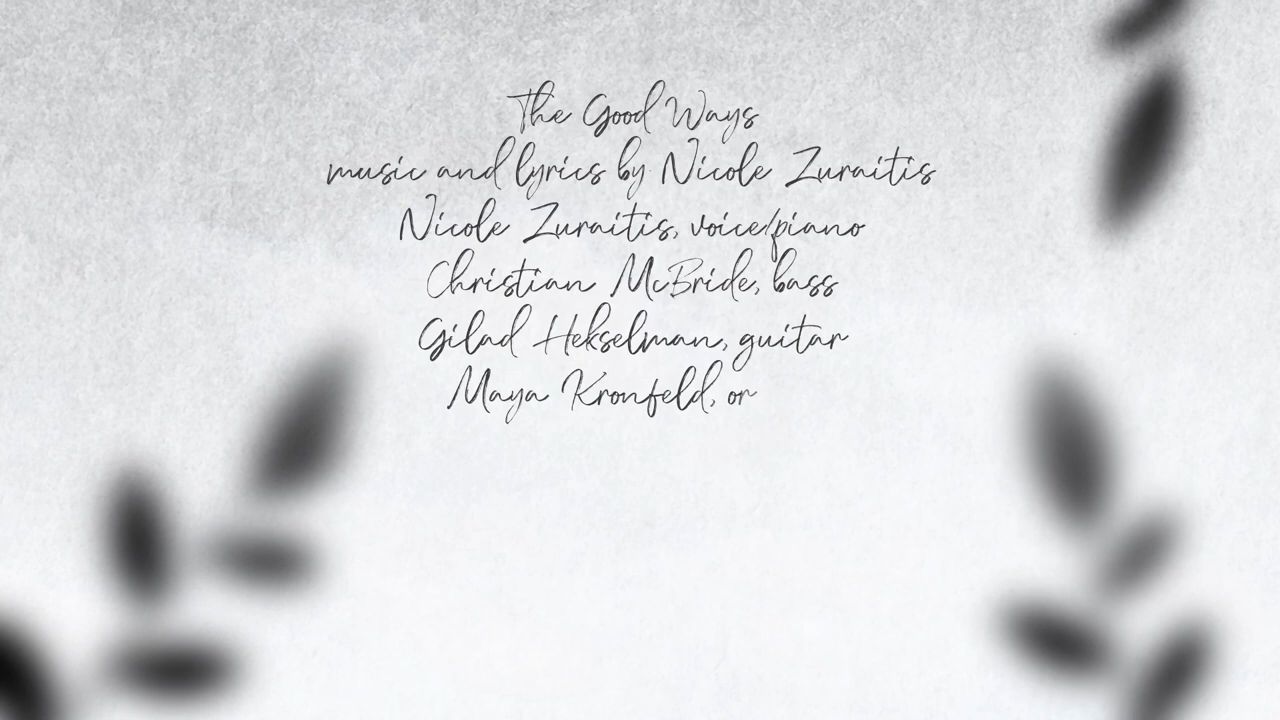 The Good Ways
music and lyrics by Nicole Zuraitis
Nicole Zuraitis, voice/piano
Christian McBride, bass
Gilad Hekselman, guitar
Maya Kronfeld, or